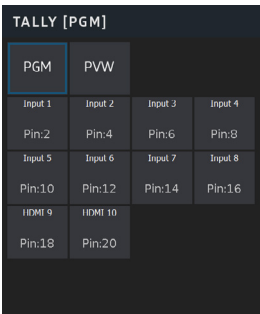 TALLY [PGM]
PGM PVW
Input 1 Input 2 Input 3 Input 4
Pin:2 Pin:4 Pin:6 Pin:8
Input 5 Input 6 Input 7 Input 8
Pin:10 Pin:12 Pin:14 Pin:16
HDMI 9 HDMI 10
Pin:18 Pin:20